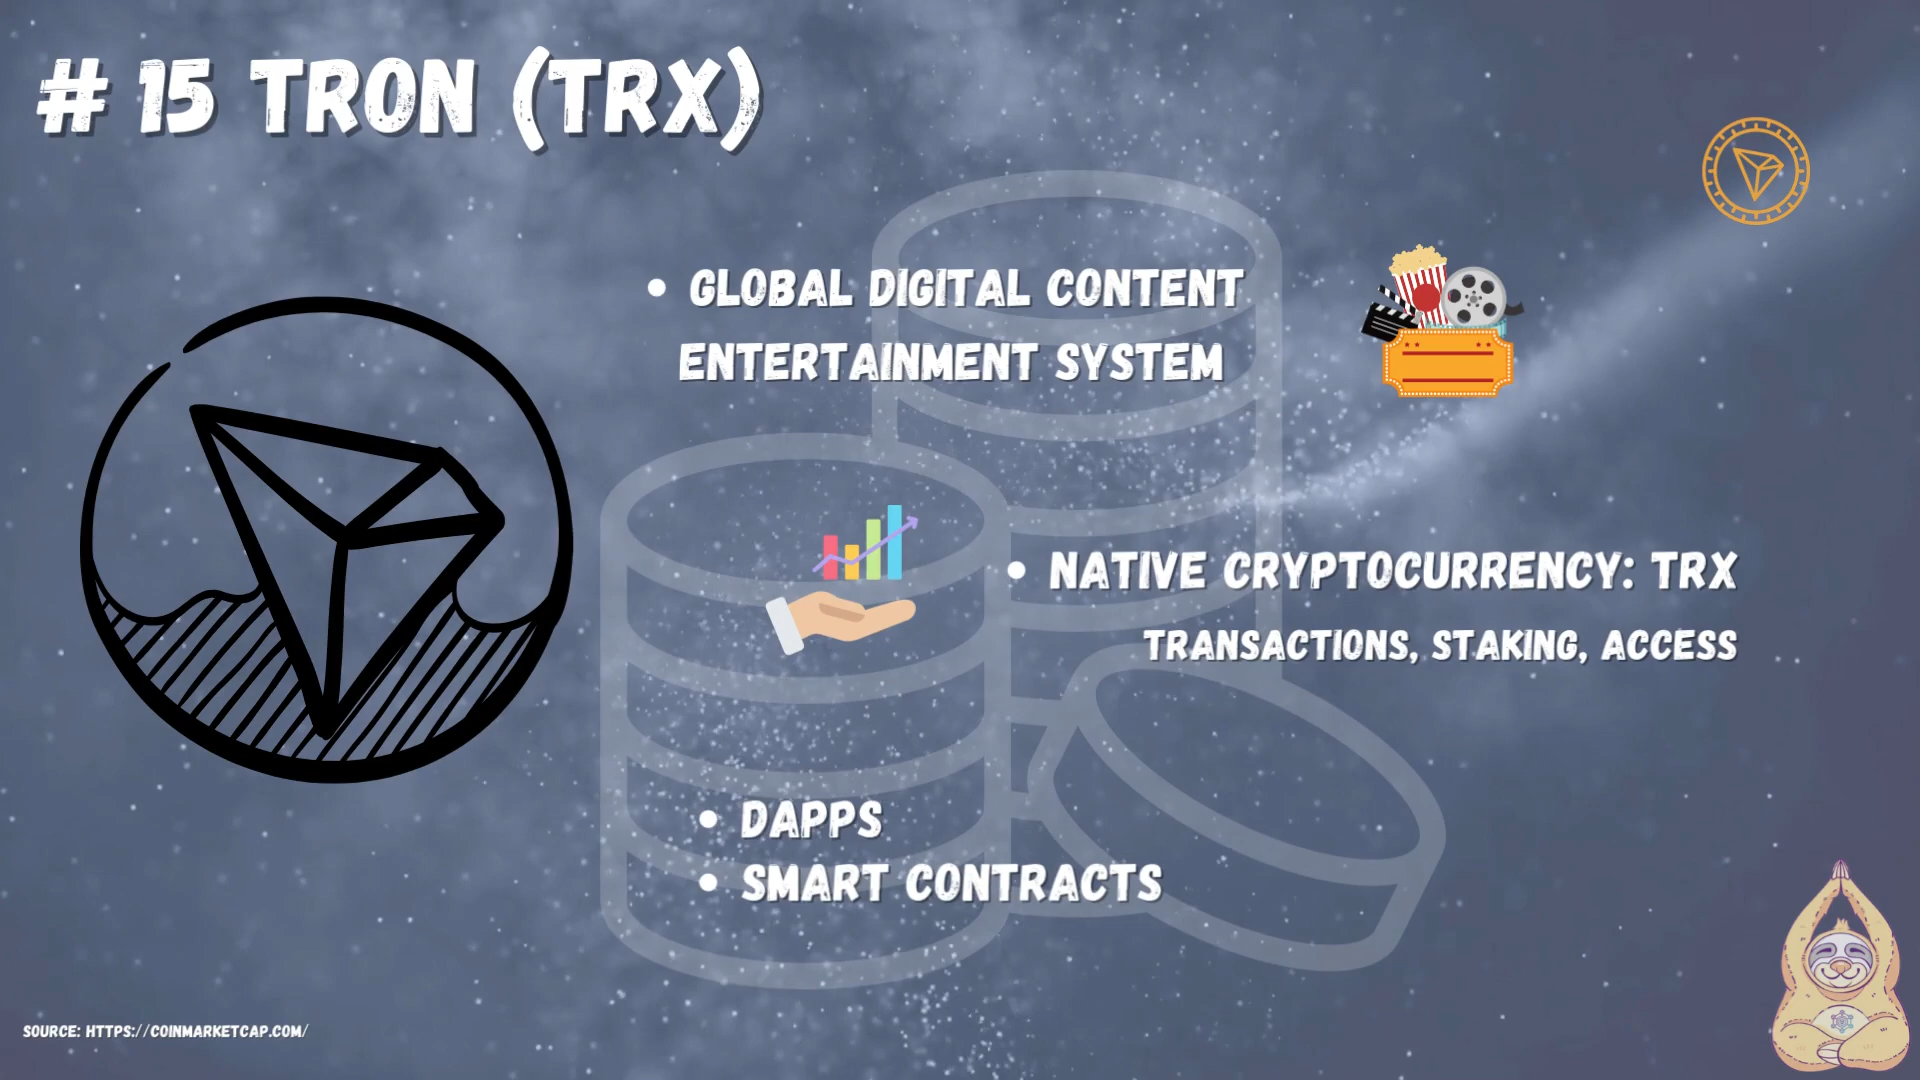 # 15 TRON (TRX)
• GLOBAL DIGITAL CONTENT
ENTERTAINMENT SYSTEM
• NATIVE CRYPTOCURRENCY: TRX
TRANSACTIONS, STAKING, ACCESS
• DAPPS
• SMART CONTRACTS
SOURCE: HTTPS://COINMARKETCAP.COM/